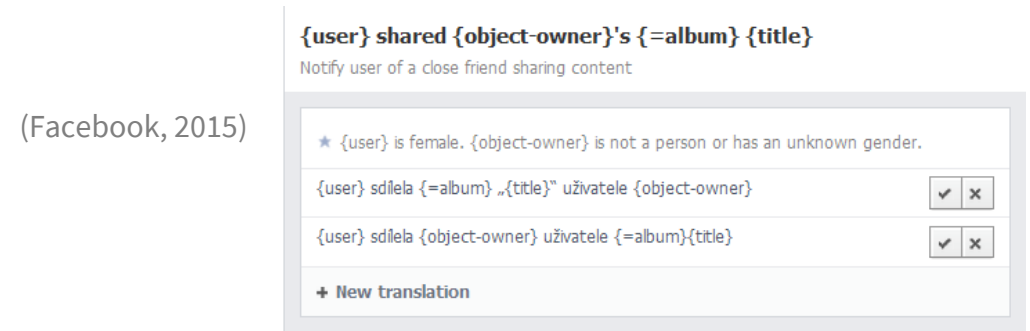 {user} shared {object-owner}'s {=album} {title}
Notify user of a close friend sharing content
(Facebook, 2015)
★ {user} is female. {object-owner} is not a person or has an unknown gender.
{user} sdílela {=album} „{title}‟ uživatele {object-owner}
{user} sdílela {object-owner} uživatele {=album}{title}
+ New translation